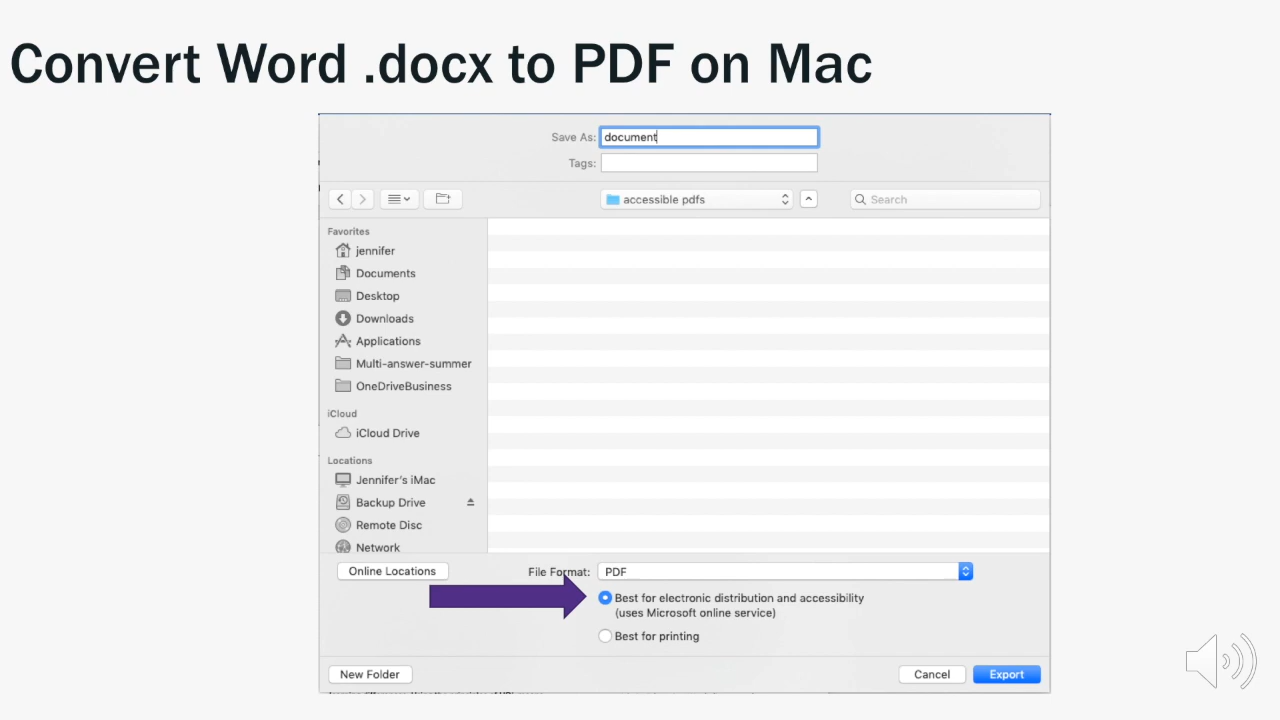 Convert Word .docx to PDF on Mac
Save As: document
Tags:
accessible pdfs
Search
Favorites
jennifer
Documents
Desktop
Downloads
Applications
Multi-answer-summer
OneDriveBusiness
iCloud
iCloud Drive
Locations
Jennifer's iMac
Backup Drive
Remote Disc
Network
Online Locations
File Format: PDF
Best for electronic distribution and accessibility
(uses Microsoft online service)
Best for printing
New Folder
Cancel
Export